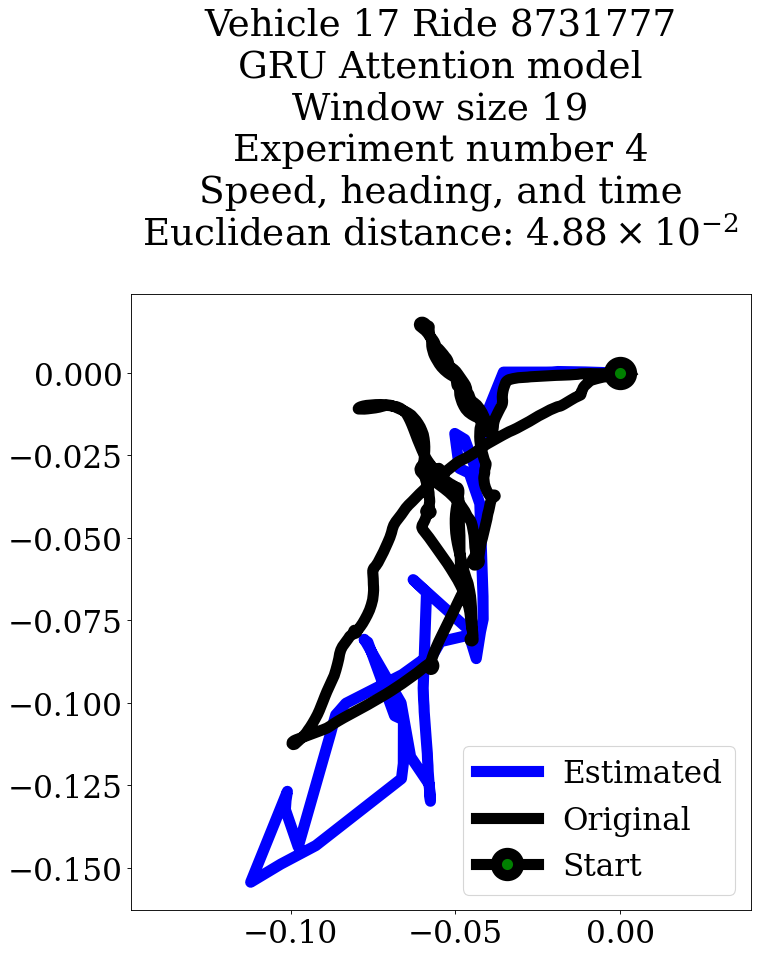 Vehicle 17 Ride 8731777
GRU Attention model
Window size 19
Experiment number 4
Speed, heading, and time
Euclidean distance: 4.88 × 10⁻²
0.000
−0.025
−0.050
−0.075
−0.100
−0.125
−0.150
Estimated
Original
Start
−0.10 −0.05 0.00